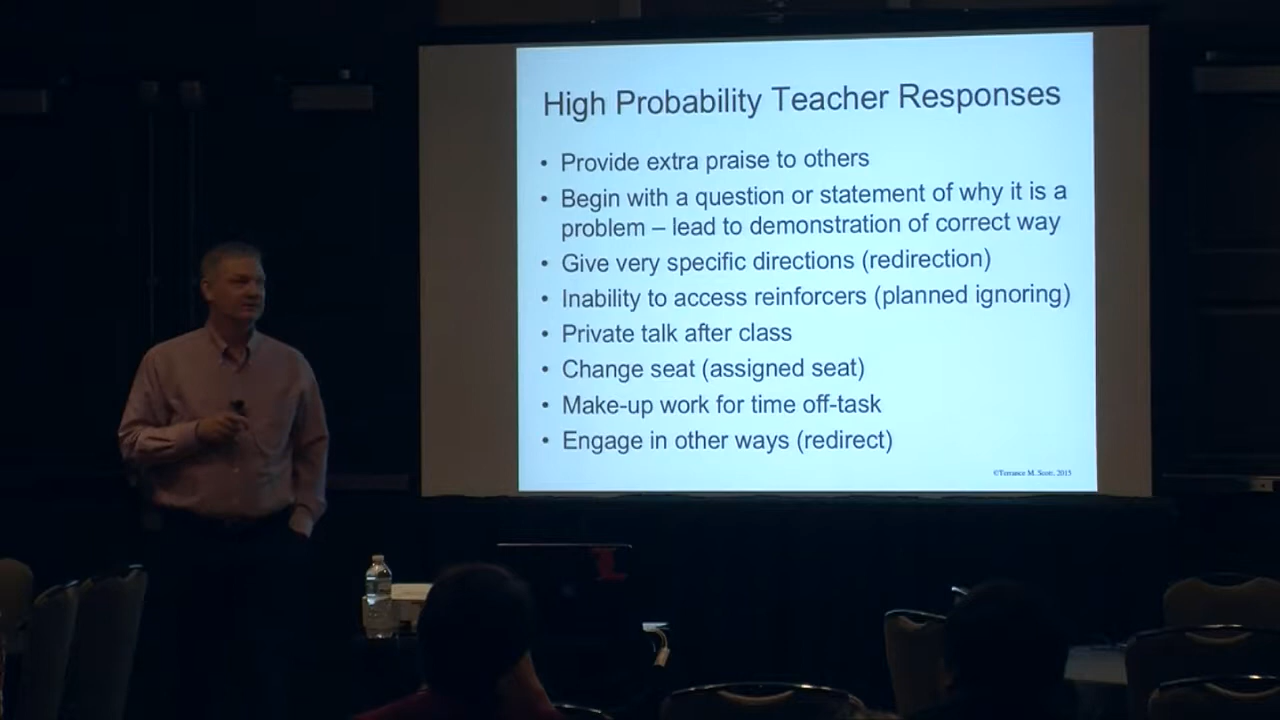 High Probability Teacher Responses
• Provide extra praise to others
• Begin with a question or statement of why it is a
problem – lead to demonstration of correct way
• Give very specific directions (redirection)
• Inability to access reinforcers (planned ignoring)
• Private talk after class
• Change seat (assigned seat)
• Make-up work for time off-task
• Engage in other ways (redirect)
©Terrance M. Scott, 2015